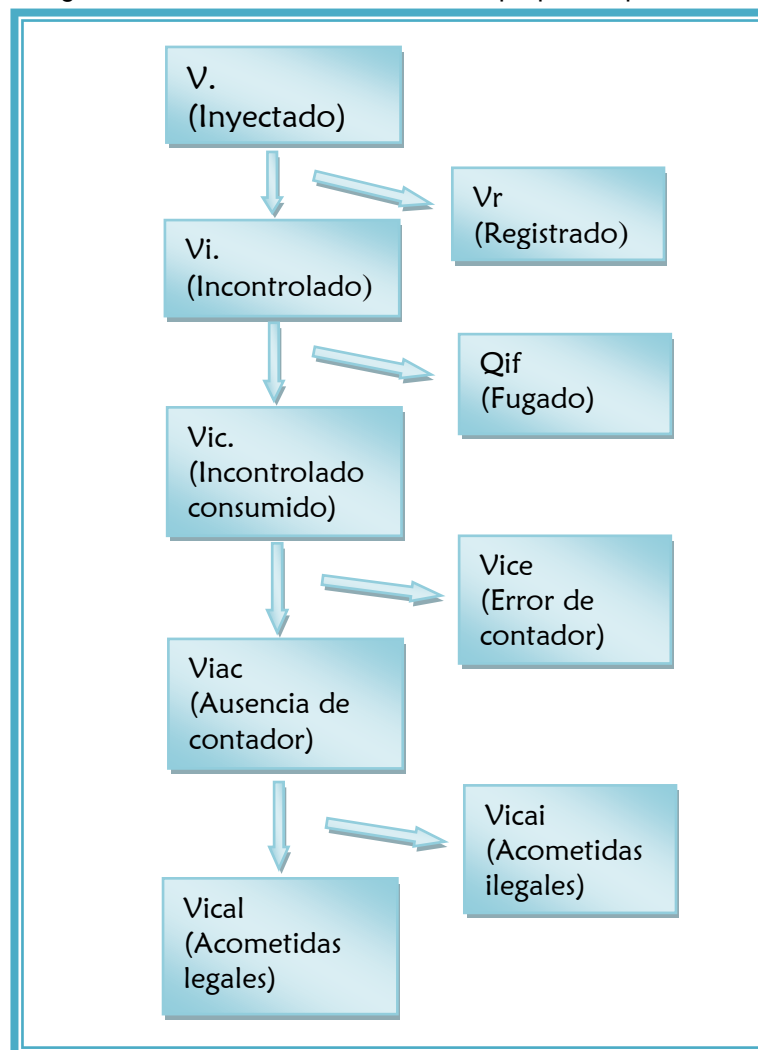 V.
(Inyectado)
Vr
(Registrado)
Vi.
(Incontrolado)
Qif
(Fugado)
Vic.
(Incontrolado
consumido)
Vice
(Error de
contador)
Viac
(Ausencia de
contador)
Vicai
(Acometidas
ilegales)
Vical
(Acometidas
legales)